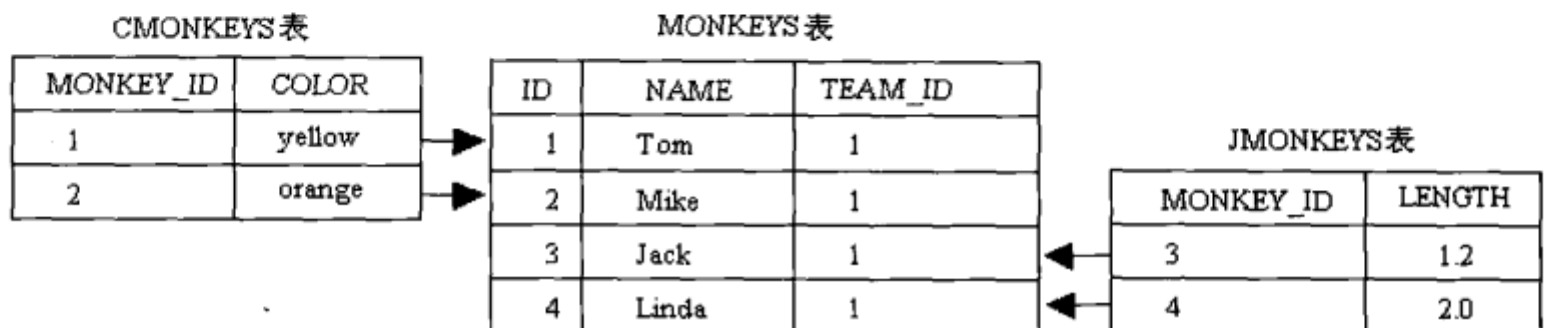 CMONKEYS表
MONKEY_ID COLOR
1 yellow
2 orange
MONKEYS表
ID NAME TEAM_ID
1 Tom 1
2 Mike 1
3 Jack 1
4 Linda 1
JMONKEYS表
MONKEY_ID LENGTH
3 1.2
4 2.0